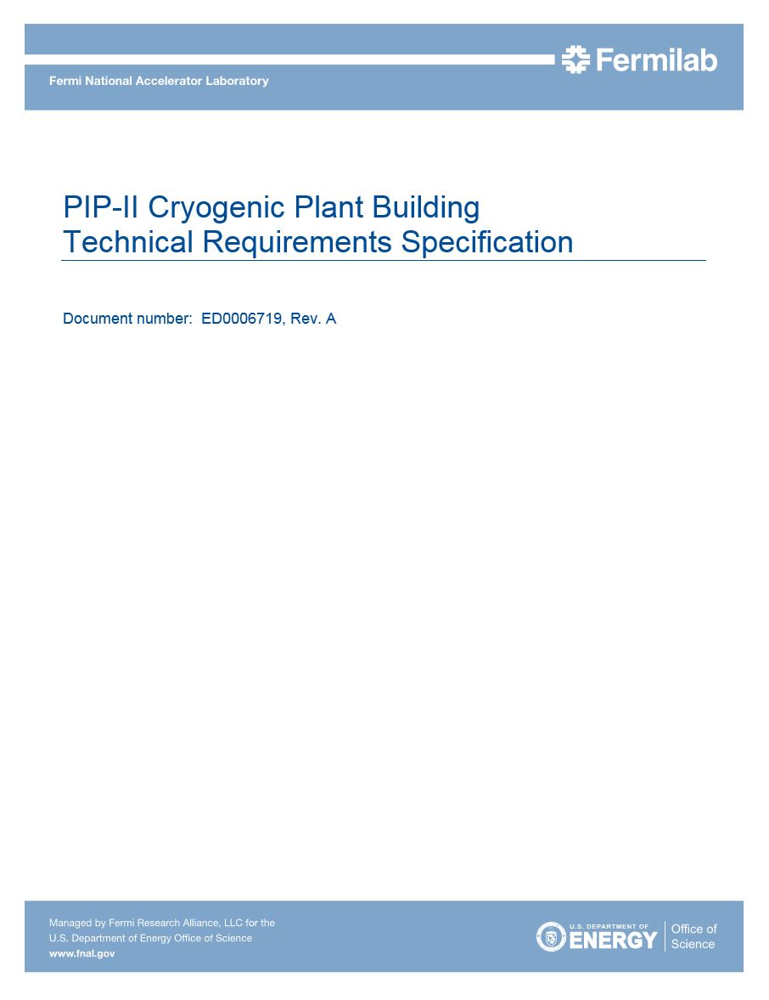 Fermilab
Fermi National Accelerator Laboratory
PIP-II Cryogenic Plant Building
Technical Requirements Specification
Document number: ED0006719, Rev. A
Managed by Fermi Research Alliance, LLC for the
U.S. Department of Energy Office of Science
www.fnal.gov
U.S. DEPARTMENT OF
ENERGY
Office of
Science